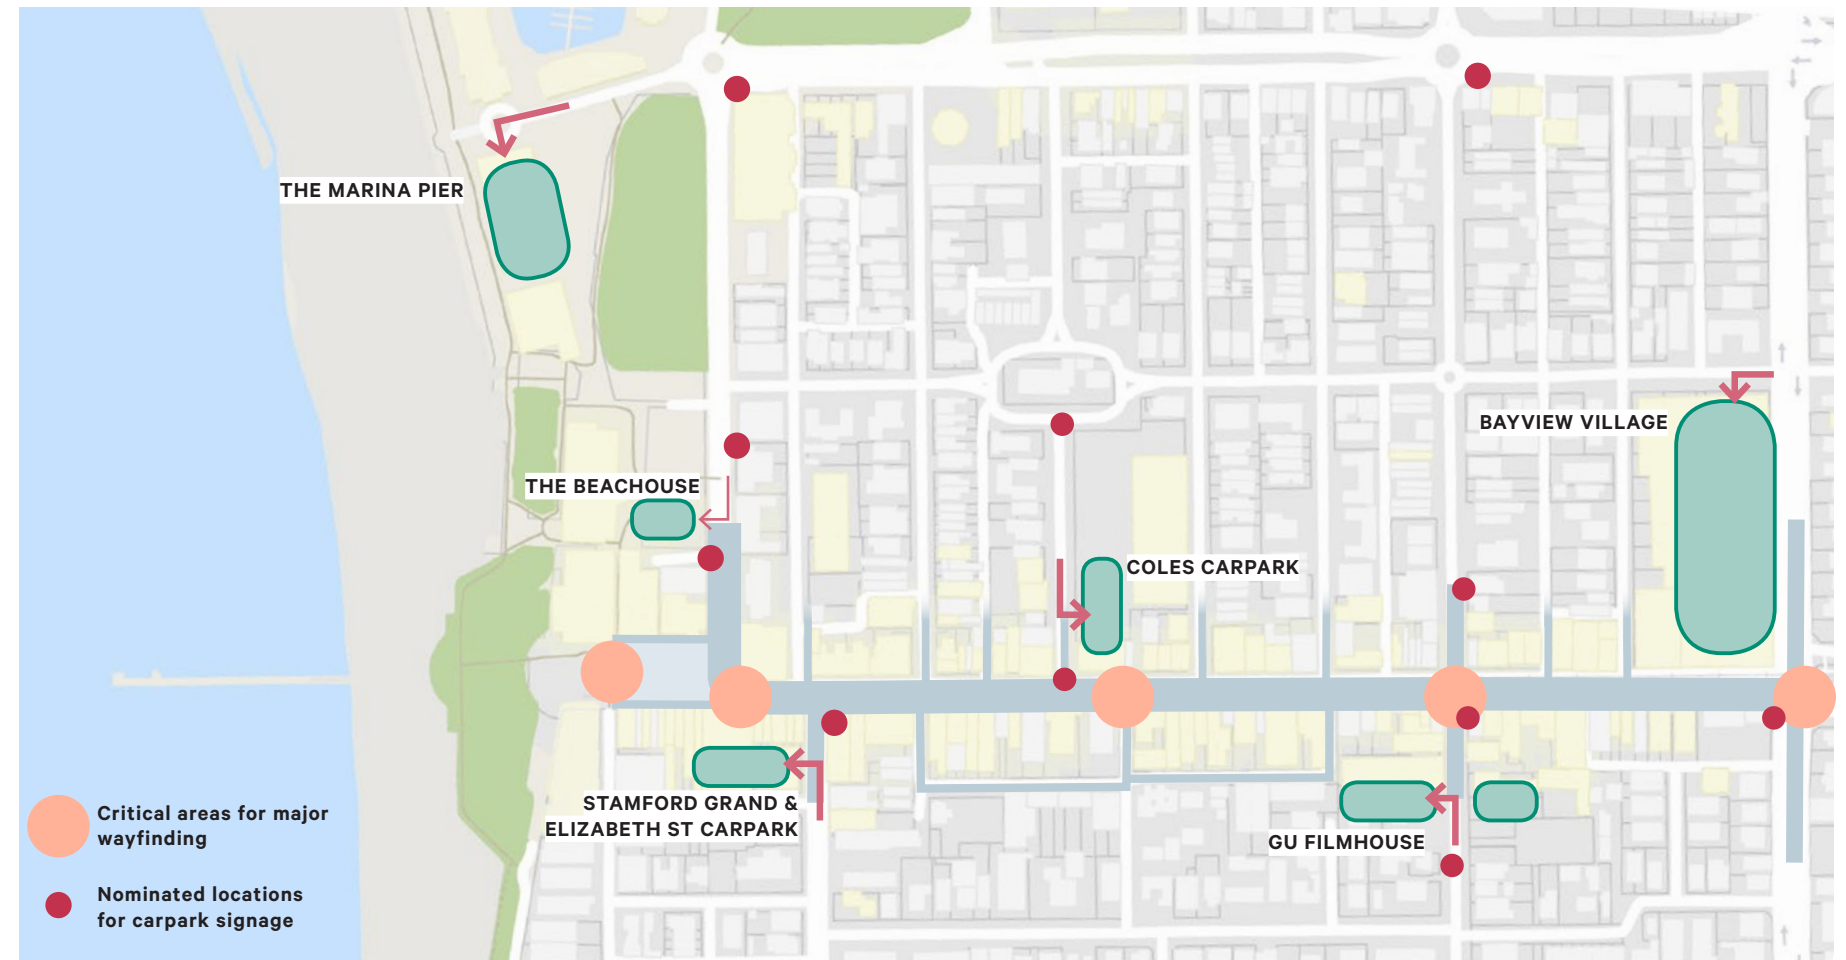 THE MARINA PIER
BAYVIEW VILLAGE
THE BEACHOUSE
COLES CARPARK
STAMFORD GRAND &
ELIZABETH ST CARPARK
GU FILMHOUSE
Critical areas for major
wayfinding
Nominated locations
for carpark signage